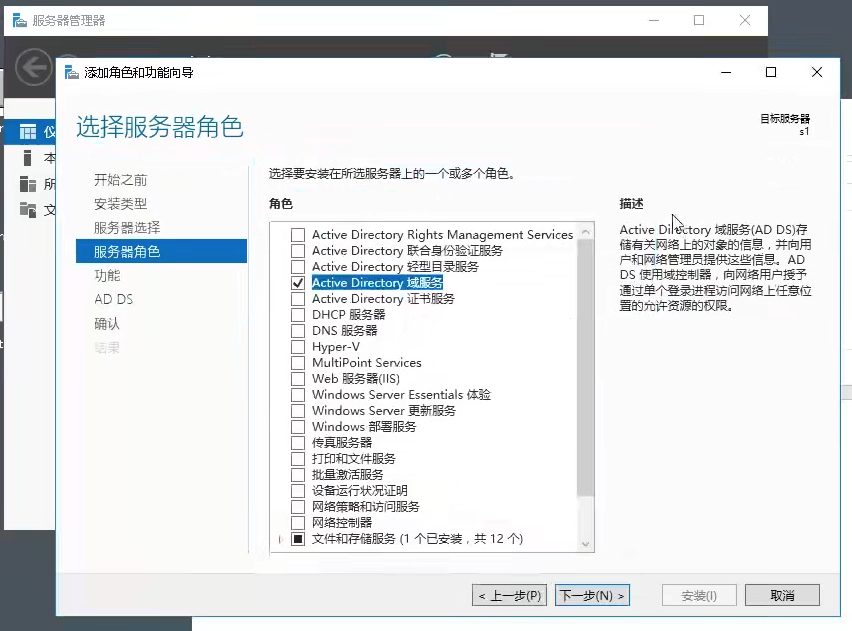 服务器管理器
添加角色和功能向导
选择服务器角色
目标服务器
s1
开始之前
安装类型
服务器选择
服务器角色
功能
AD DS
确认
结果
选择要安装在所选服务器上的一个或多个角色。
角色
Active Directory Rights Management Services
Active Directory 联合身份验证服务
Active Directory 轻型目录服务
Active Directory 域服务
Active Directory 证书服务
DHCP 服务器
DNS 服务器
Hyper-V
MultiPoint Services
Web 服务器(IIS)
Windows Server Essentials 体验
Windows Server 更新服务
Windows 部署服务
传真服务器
打印和文件服务
批量激活服务
设备运行状况证明
网络策略和访问服务
网络控制器
文件和存储服务 (1 个已安装，共 12 个)
描述
Active Directory 域服务(AD DS)存
储有关网络上的对象的信息，并向用
户和网络管理员提供这些信息。AD
DS 使用域控制器，向网络用户授予
通过单个登录进程访问网络上任意位
置的允许资源的权限。
仪
本
所
文
< 上一步(P)
下一步(N) >
安装(I)
取消